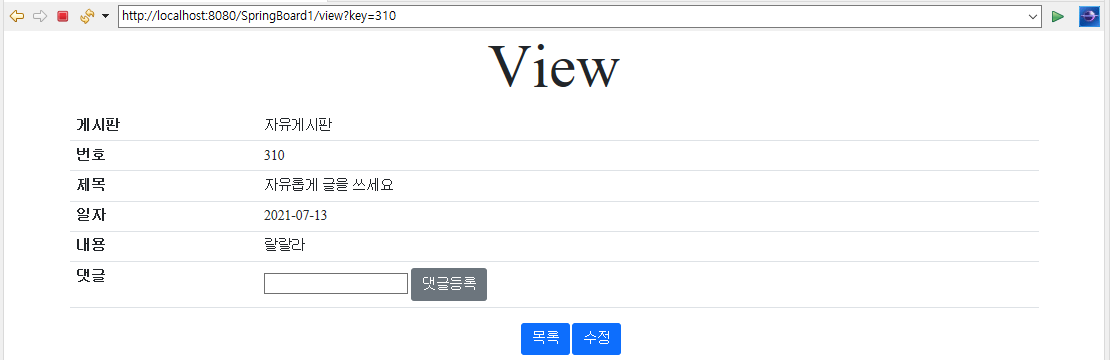 http://localhost:8080/SpringBoard1/view?key=310
View
게시판 자유게시판
번호 310
제목 자유롭게 글을 쓰세요
일자 2021-07-13
내용 랄랄라
댓글 댓글등록
목록 수정